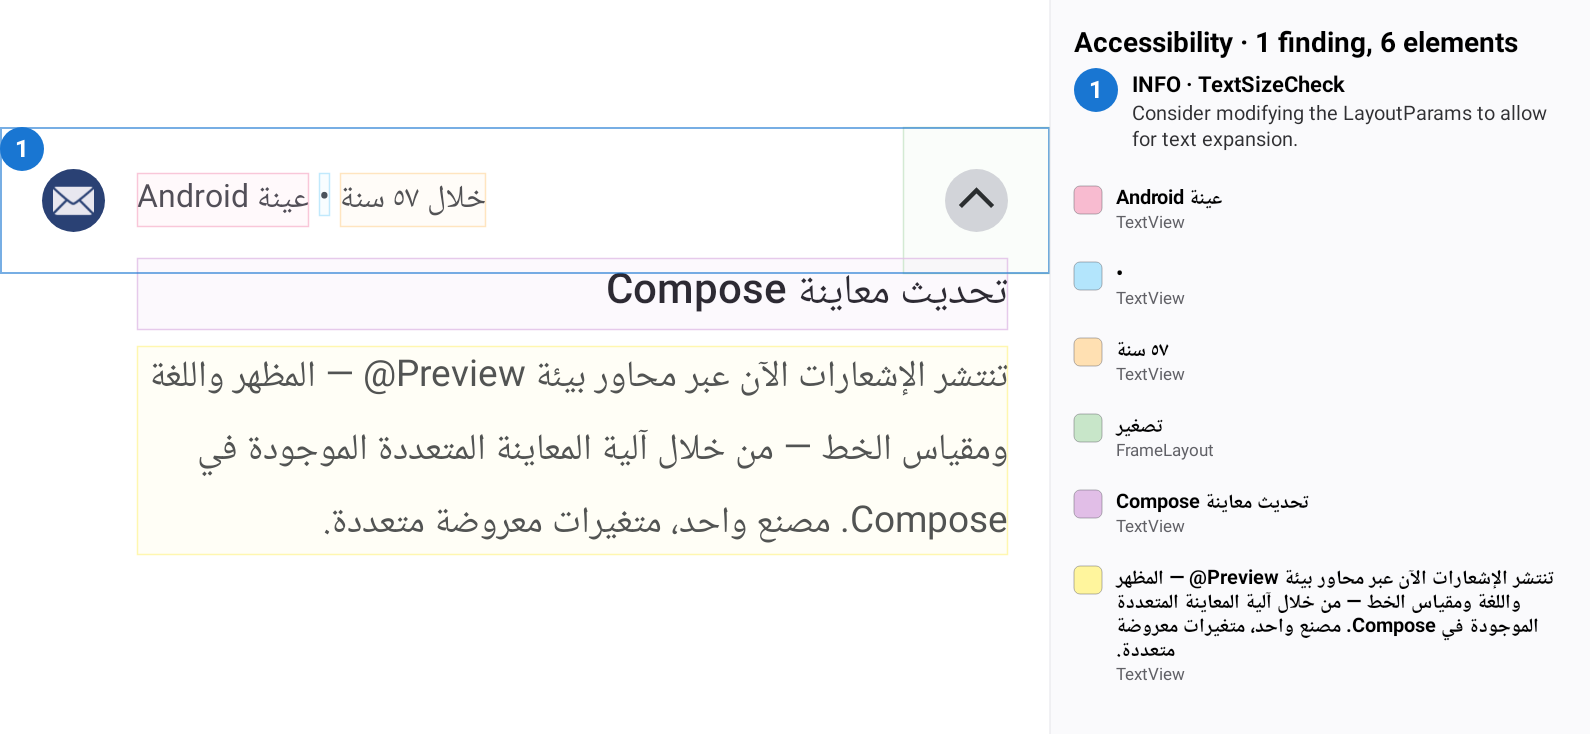 1
عينة Android
•
خلال ٥٧ سنة
تحديث معاينة Compose
تنتشر الإشعارات الآن عبر محاور بيئة Preview@ — المظهر واللغة
ومقياس الخط — من خلال آلية المعاينة المتعددة الموجودة في
Compose. مصنع واحد، متغيرات معروضة متعددة.
Accessibility · 1 finding, 6 elements
1
INFO · TextSizeCheck
Consider modifying the LayoutParams to allow
for text expansion.
عينة Android
TextView
•
TextView
٥٧ سنة
TextView
تصغير
FrameLayout
تحديث معاينة Compose
TextView
تنتشر الإشعارات الآن عبر محاور بيئة Preview@ — المظهر
واللغة ومقياس الخط — من خلال آلية المعاينة المتعددة
الموجودة في Compose. مصنع واحد، متغيرات معروضة
متعددة.
TextView